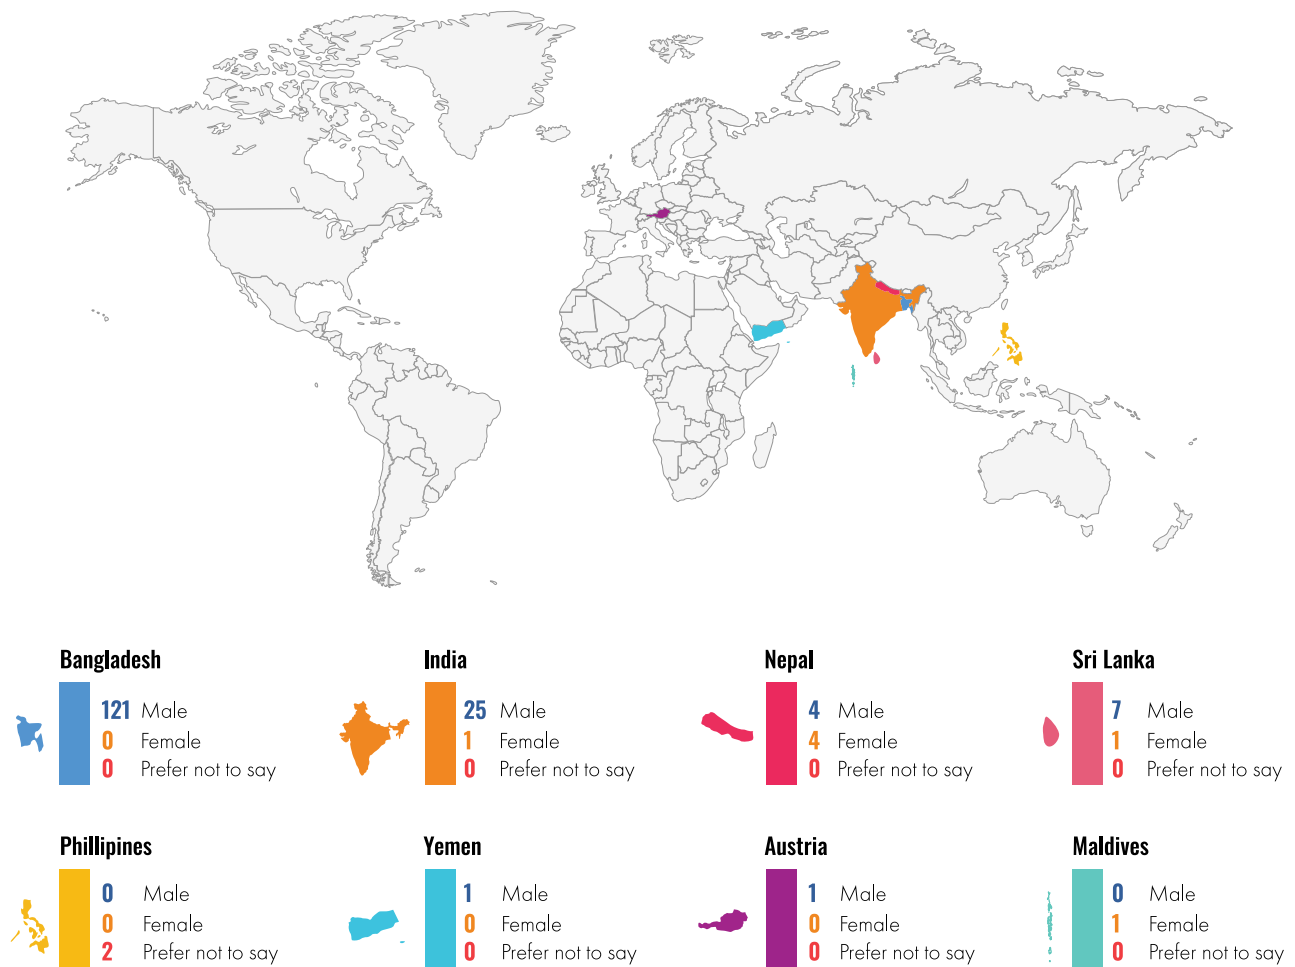 Bangladesh
121 Male
0 Female
0 Prefer not to say
India
25 Male
1 Female
0 Prefer not to say
Nepal
4 Male
4 Female
0 Prefer not to say
Sri Lanka
7 Male
1 Female
0 Prefer not to say
Phillipines
0 Male
0 Female
2 Prefer not to say
Yemen
1 Male
0 Female
0 Prefer not to say
Austria
1 Male
0 Female
0 Prefer not to say
Maldives
0 Male
1 Female
0 Prefer not to say